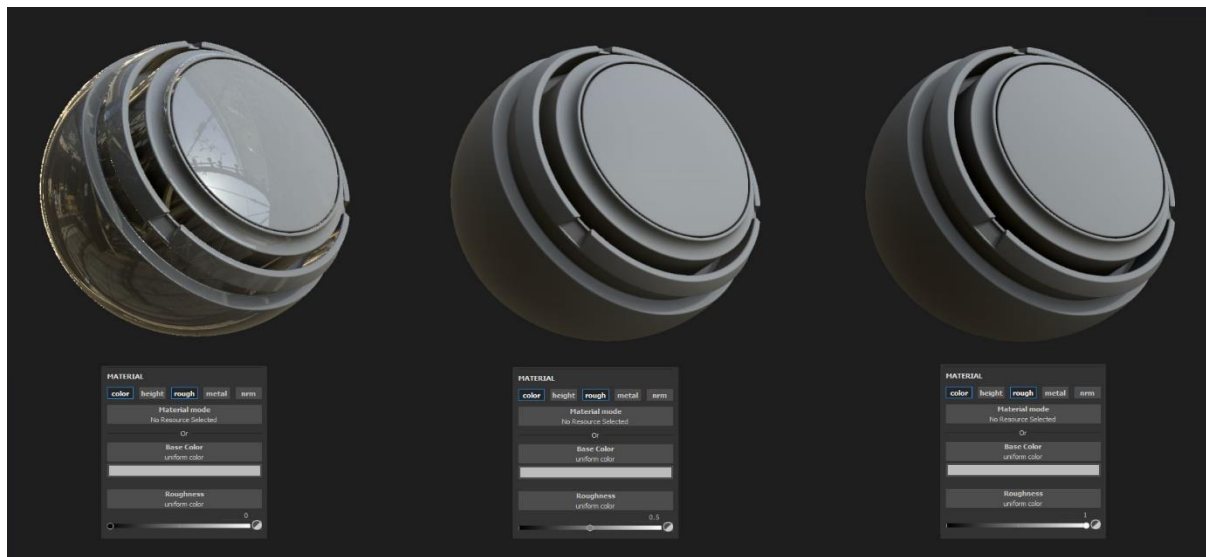 MATERIAL
color height rough metal nrm
Material mode
No Resource Selected
Or
Base Color
uniform color
Roughness
uniform color
0
MATERIAL
color height rough metal nrm
Material mode
No Resource Selected
Or
Base Color
uniform color
Roughness
uniform color
0.5
MATERIAL
color height rough metal nrm
Material mode
No Resource Selected
Or
Base Color
uniform color
Roughness
uniform color
1